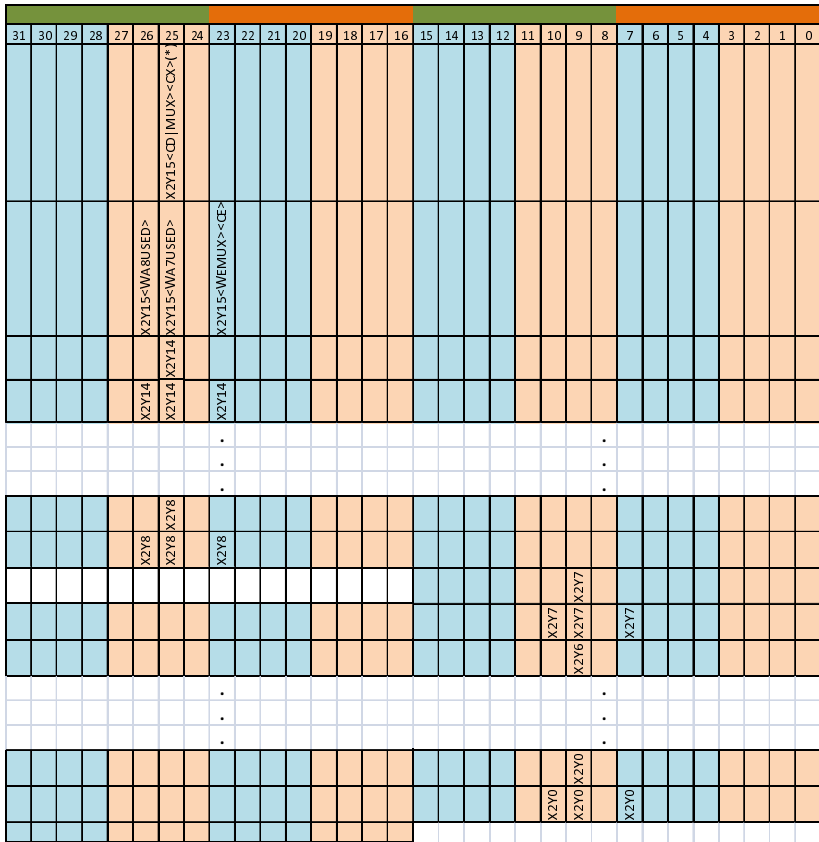 31 30 29 28 27 26 25 24 23 22 21 20 19 18 17 16 15 14 13 12 11 10 9 8 7 6 5 4 3 2 1 0
X2Y15<CD|MUX><CX>(*)
X2Y15<WA8USED> X2Y15<WA7USED> X2Y15<WEMUX><CE>
X2Y14
X2Y14 X2Y14 X2Y14
. .
. .
. .
X2Y8
X2Y8 X2Y8 X2Y8
X2Y7
X2Y7 X2Y7 X2Y7
X2Y6
. .
. .
. .
X2Y0
X2Y0 X2Y0 X2Y0